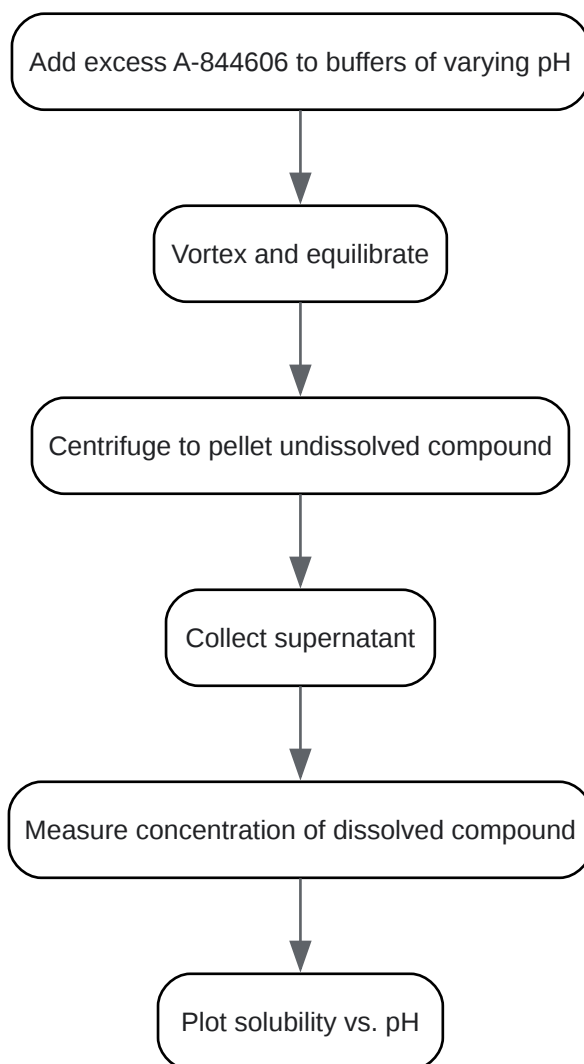 Add excess A-844606 to buffers of varying pH
Vortex and equilibrate
Centrifuge to pellet undissolved compound
Collect supernatant
Measure concentration of dissolved compound
Plot solubility vs. pH